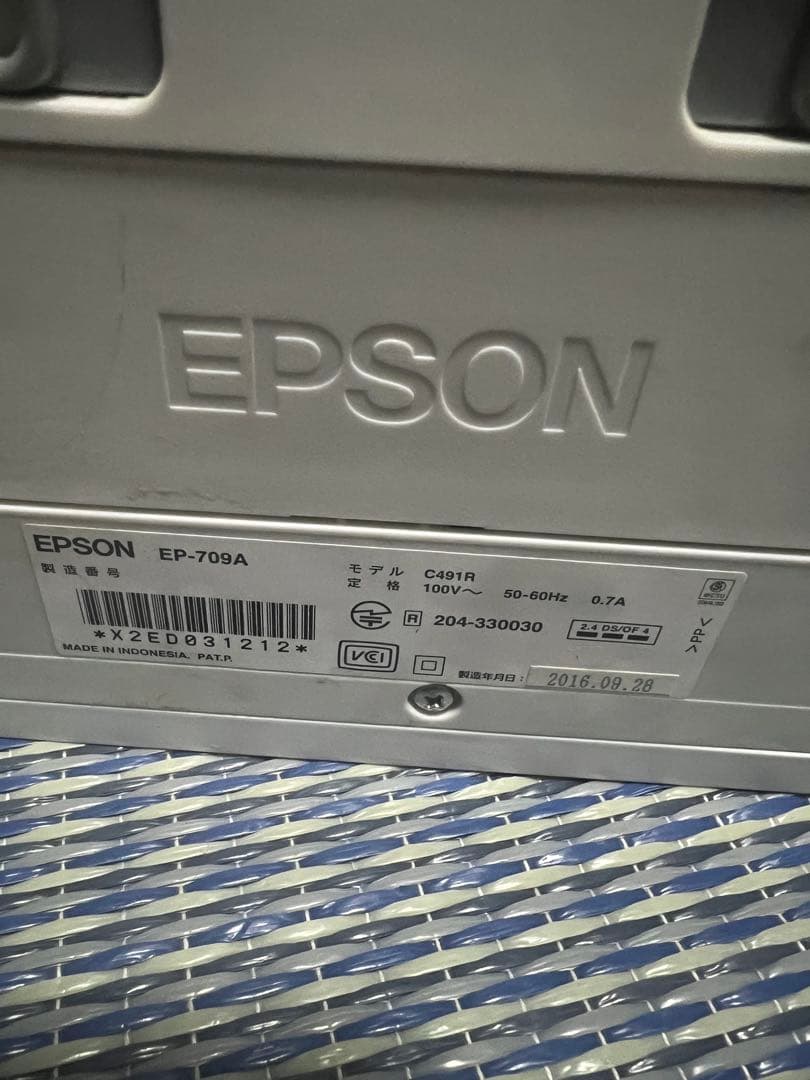 EPSON
EPSON EP-709A
製造番号
*X2ED031212*
MADE IN INDONESIA. PAT.P.
モデル C491R
定格 100V～ 50-60Hz 0.7A
R 204-330030
2.4 DS/OF 4
VCI
製造年月日: 2016.09.28
>PP<